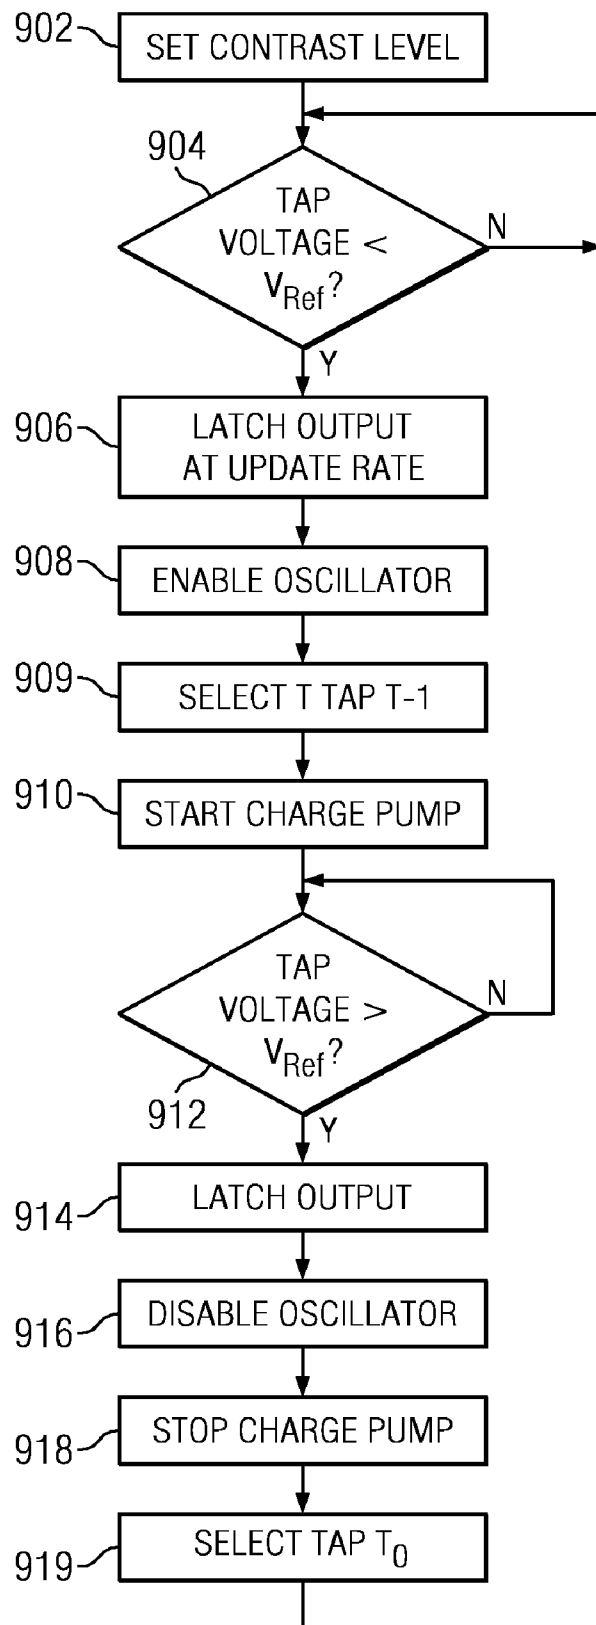 902
SET CONTRAST LEVEL
904
TAP
VOLTAGE <
VRef?
N
Y
906
LATCH OUTPUT
AT UPDATE RATE
908
ENABLE OSCILLATOR
909
SELECT T TAP T-1
910
START CHARGE PUMP
TAP
VOLTAGE >
VRef?
N
912
Y
914
LATCH OUTPUT
916
DISABLE OSCILLATOR
918
STOP CHARGE PUMP
919
SELECT TAP T0